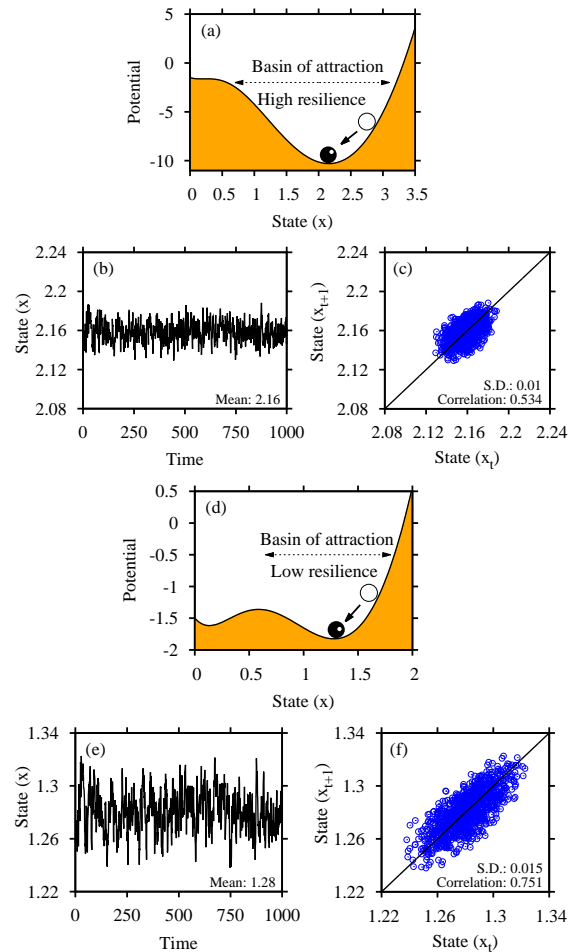 (a)
Potential
0
-5
-10
Basin of attraction
High resilience
0 0.5 1 1.5 2 2.5 3 3.5
State (x)
(b)
State (x)
2.24
2.2
2.16
2.12
2.08
Mean: 2.16
0 250 500 750 1000
Time
(c)
State (x_{t+1})
2.24
2.2
2.16
2.12
2.08
S.D.: 0.01
Correlation: 0.534
2.08 2.12 2.16 2.2 2.24
State (x_t)
(d)
Potential
0.5
0
-0.5
-1
-1.5
-2
Basin of attraction
Low resilience
0 0.5 1 1.5 2
State (x)
(e)
State (x)
1.34
1.3
1.26
1.22
Mean: 1.28
0 250 500 750 1000
Time
(f)
State (x_{t+1})
1.34
1.3
1.26
1.22
S.D.: 0.015
Correlation: 0.751
1.22 1.26 1.3 1.34
State (x_t)